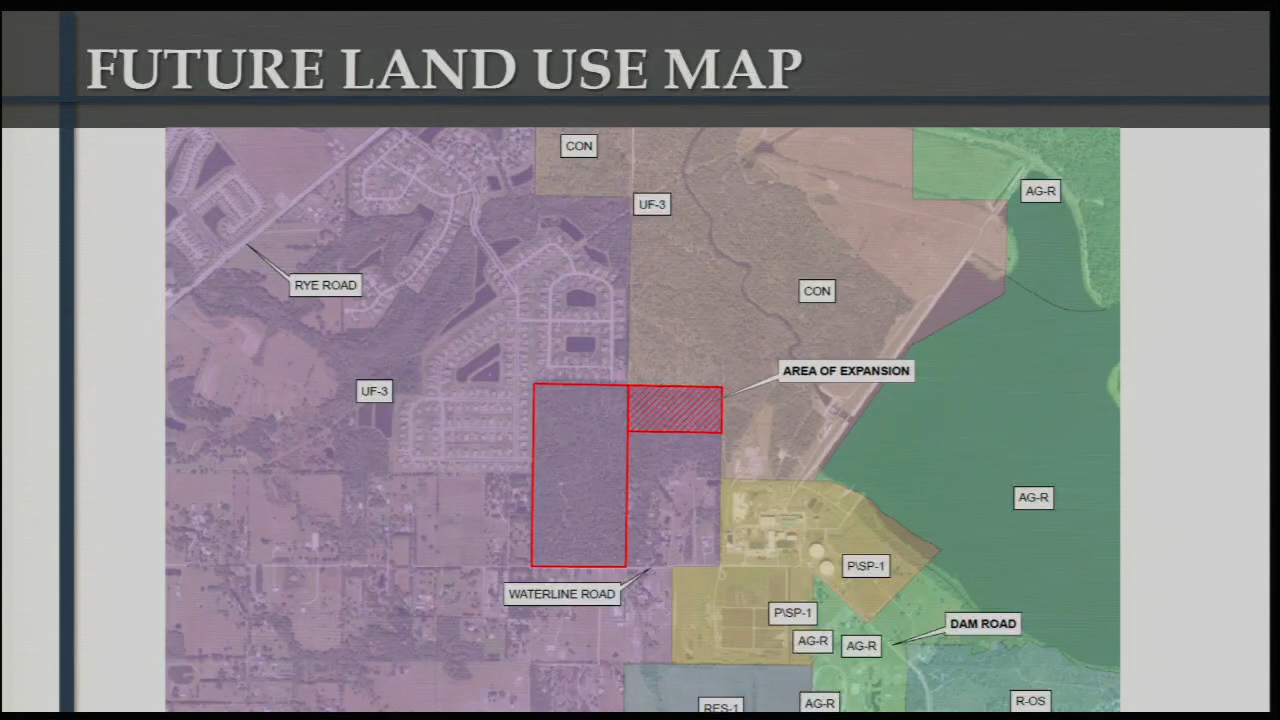 FUTURE LAND USE MAP
CON
AG-R
UF-3
RYE ROAD
CON
AREA OF EXPANSION
UF-3
AG-R
P\SP-1
WATERLINE ROAD
P\SP-1
DAM ROAD
AG-R
AG-R
RES-1
AG-R
R-OS